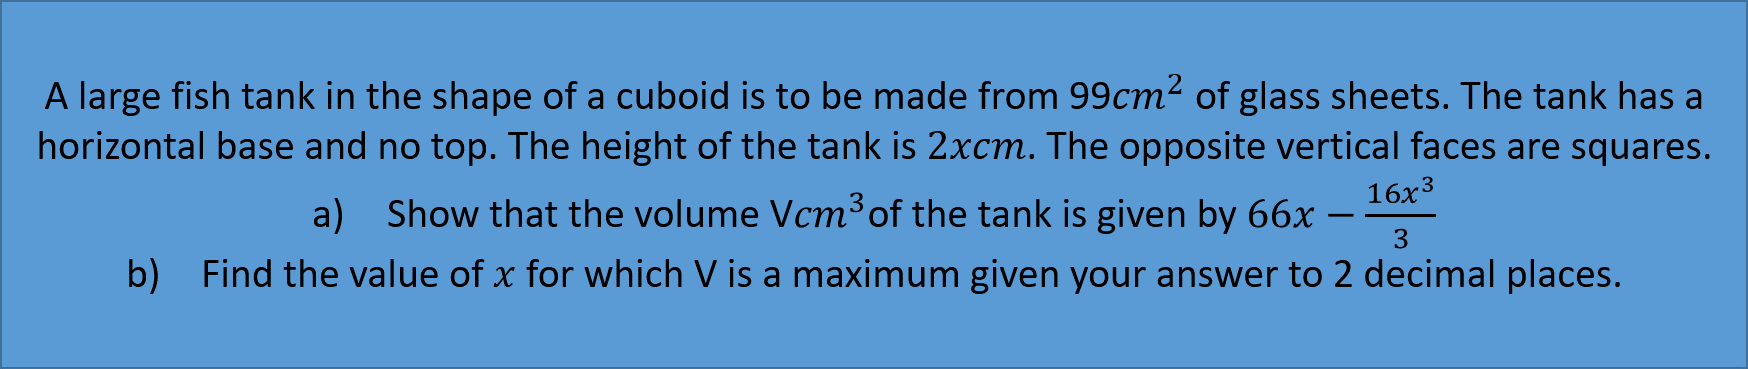 A large fish tank in the shape of a cuboid is to be made from 99cm² of glass sheets. The tank has a
horizontal base and no top. The height of the tank is 2xcm. The opposite vertical faces are squares.
a) Show that the volume Vcm³ of the tank is given by 66x − 16x³/3
b) Find the value of x for which V is a maximum given your answer to 2 decimal places.